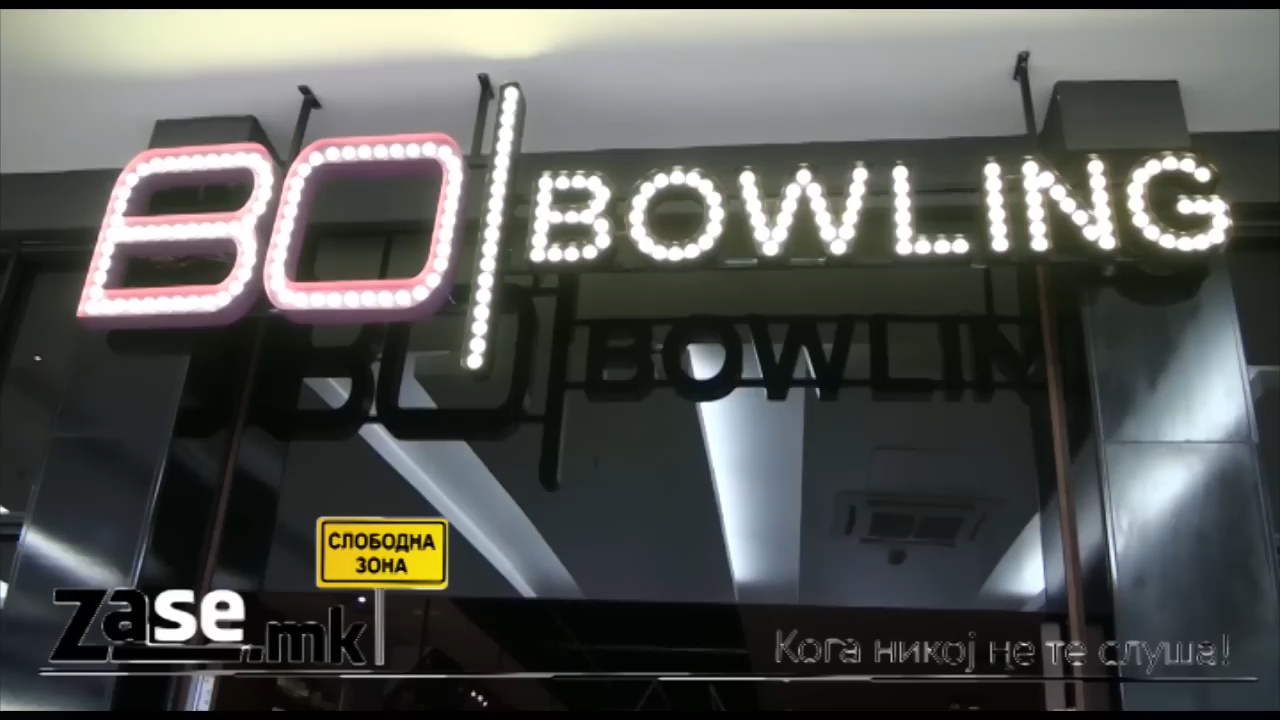 BO BOWLING
BO BOWLIN
СЛОБОДНА
ЗОНА
zase.mk
Кога никој не те слуша!